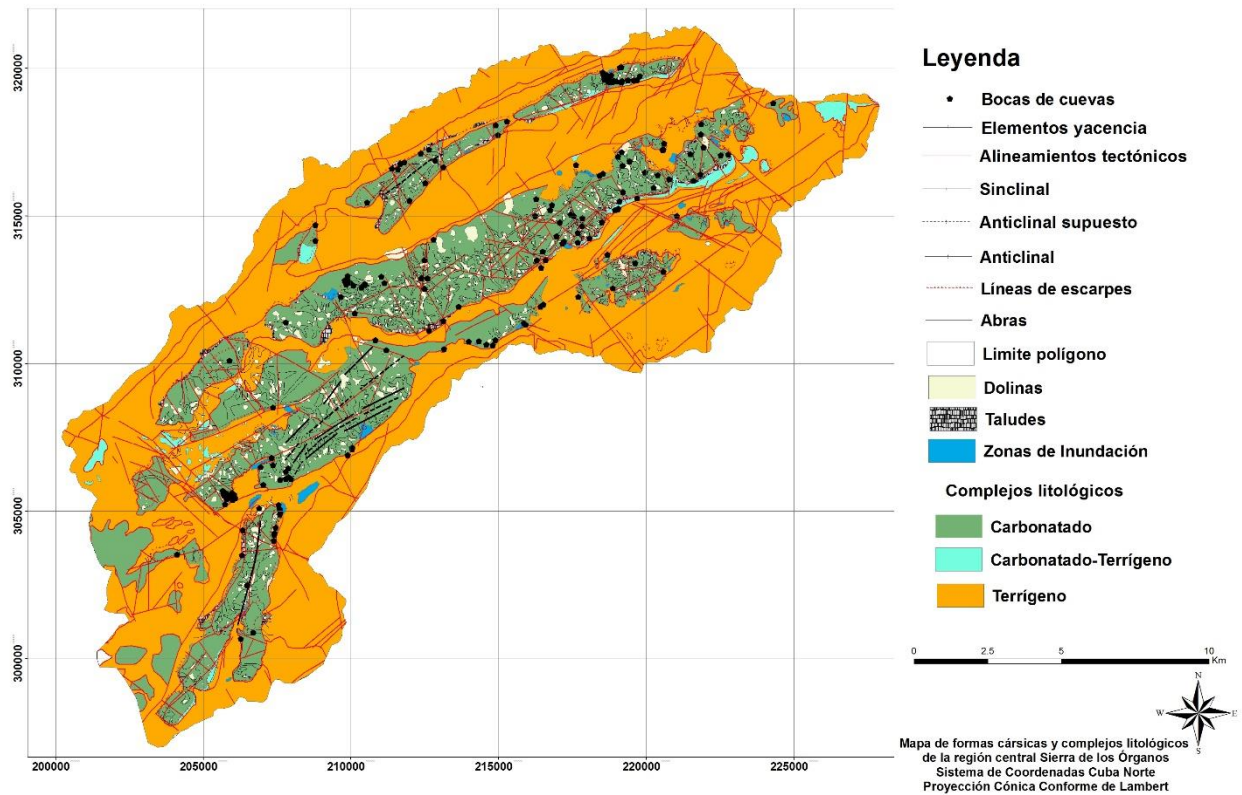 320000
315000
310000
305000
300000
200000
205000
210000
215000
220000
225000
Leyenda
Bocas de cuevas
Elementos yacencia
Alineamientos tectónicos
Sinclinal
Anticlinal supuesto
Anticlinal
Líneas de escarpes
Abras
Limite polígono
Dolinas
Taludes
Zonas de Inundación
Complejos litológicos
Carbonatado
Carbonatado-Terrígeno
Terrígeno
0 2.5 5 10
Km
N
W E
S
Mapa de formas cársicas y complejos litológicos
de la región central Sierra de los Órganos
Sistema de Coordenadas Cuba Norte
Proyección Cónica Conforme de Lambert